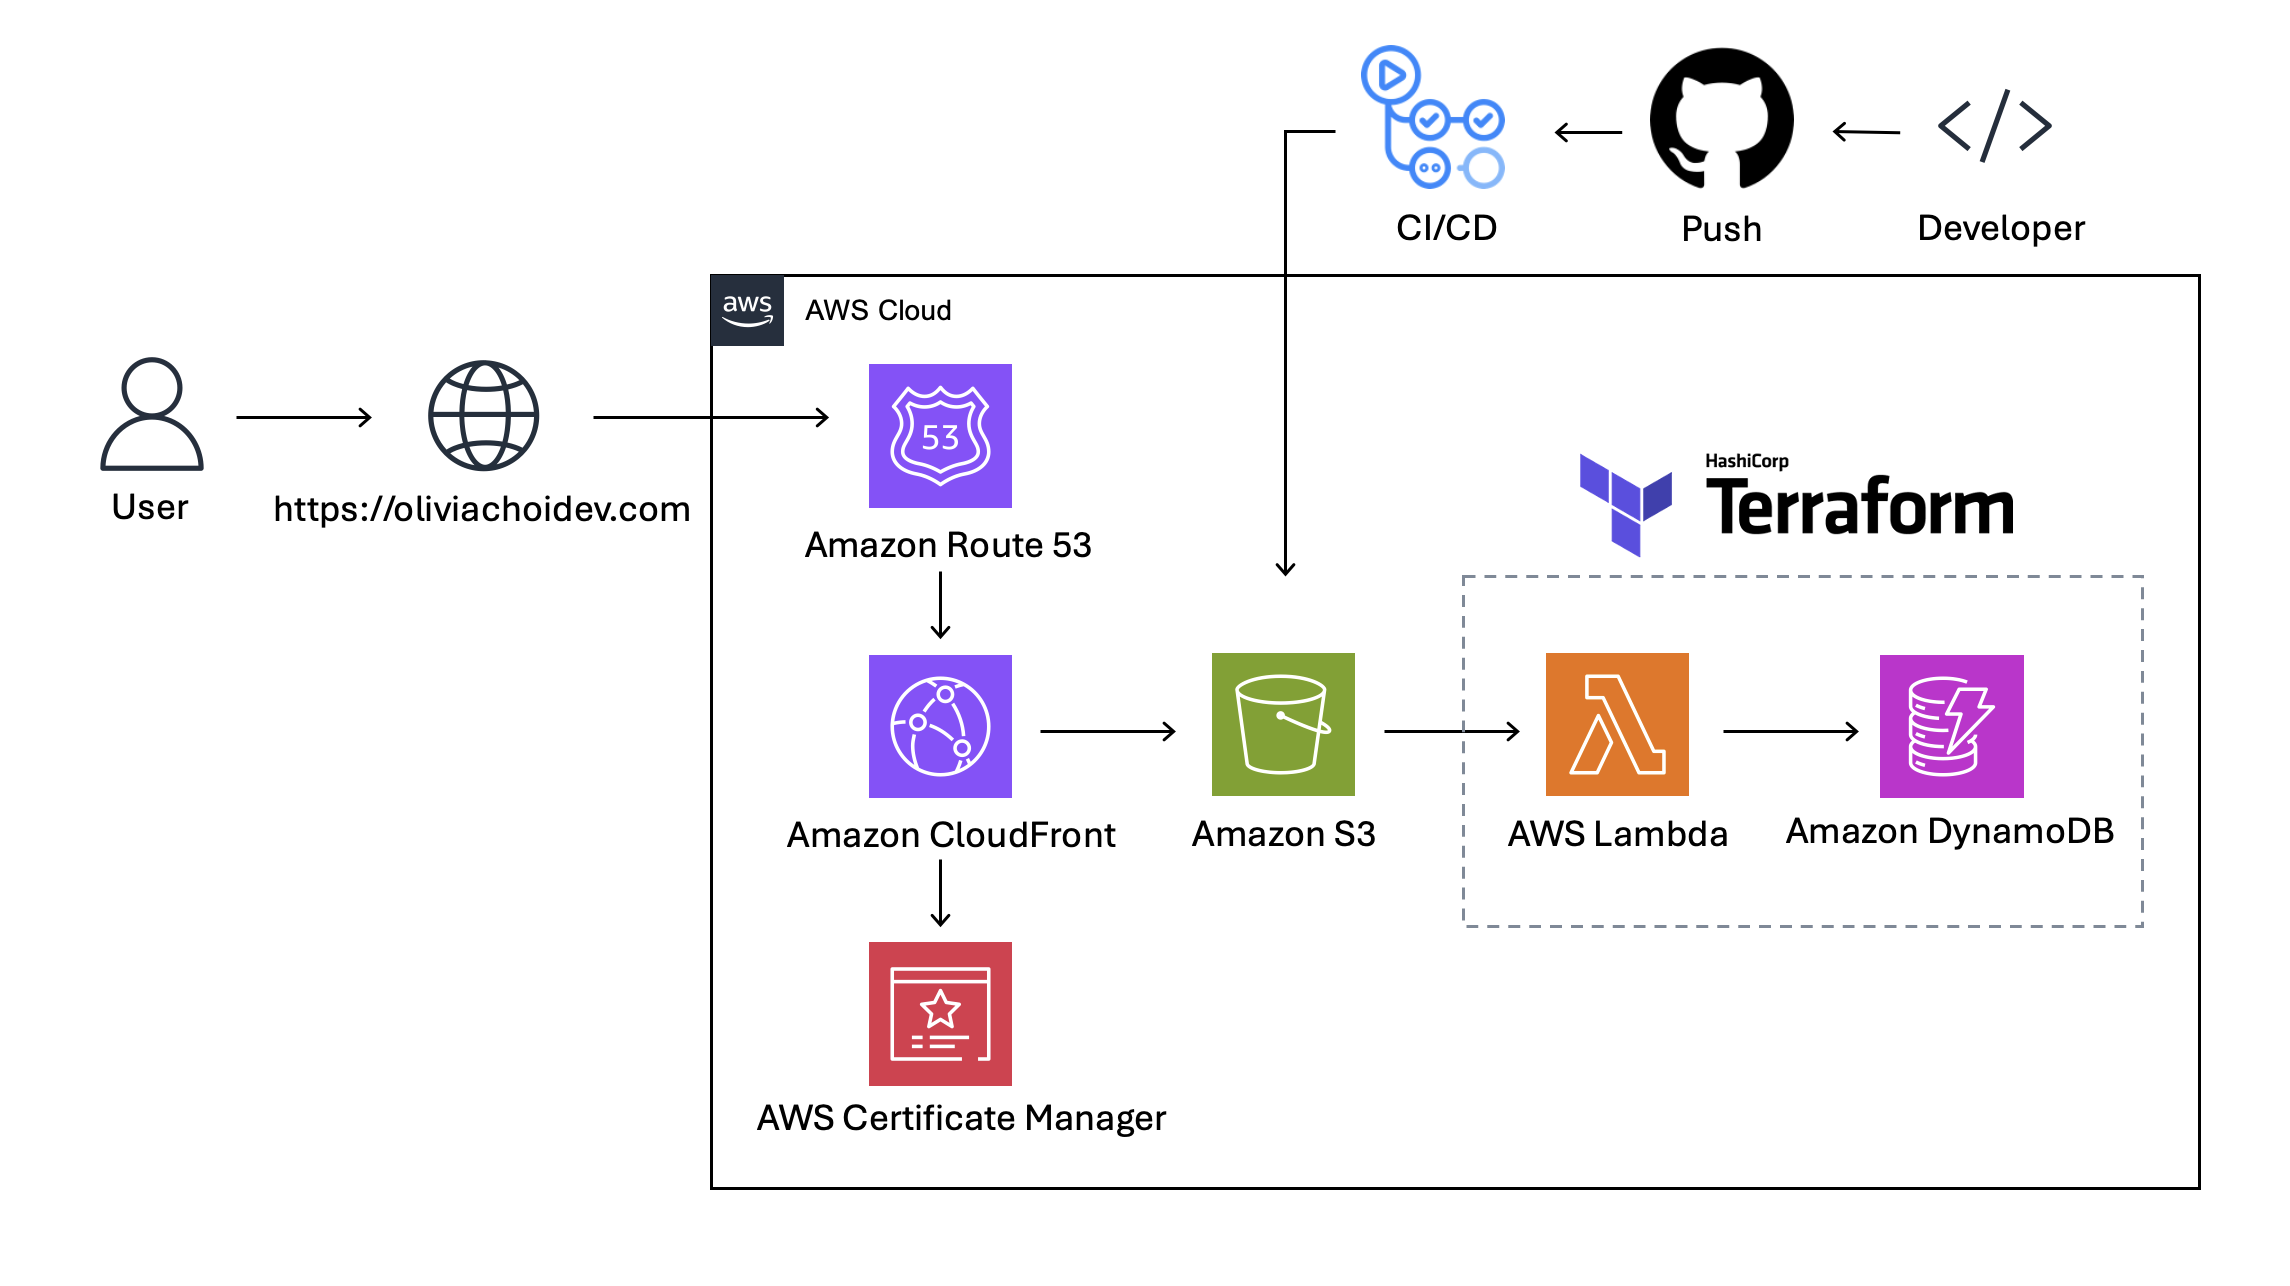 CI/CD
Push
Developer
aws
AWS Cloud
53
User
https://oliviachoidev.com
Amazon Route 53
HashiCorp
Terraform
Amazon CloudFront
Amazon S3
AWS Lambda
Amazon DynamoDB
AWS Certificate Manager